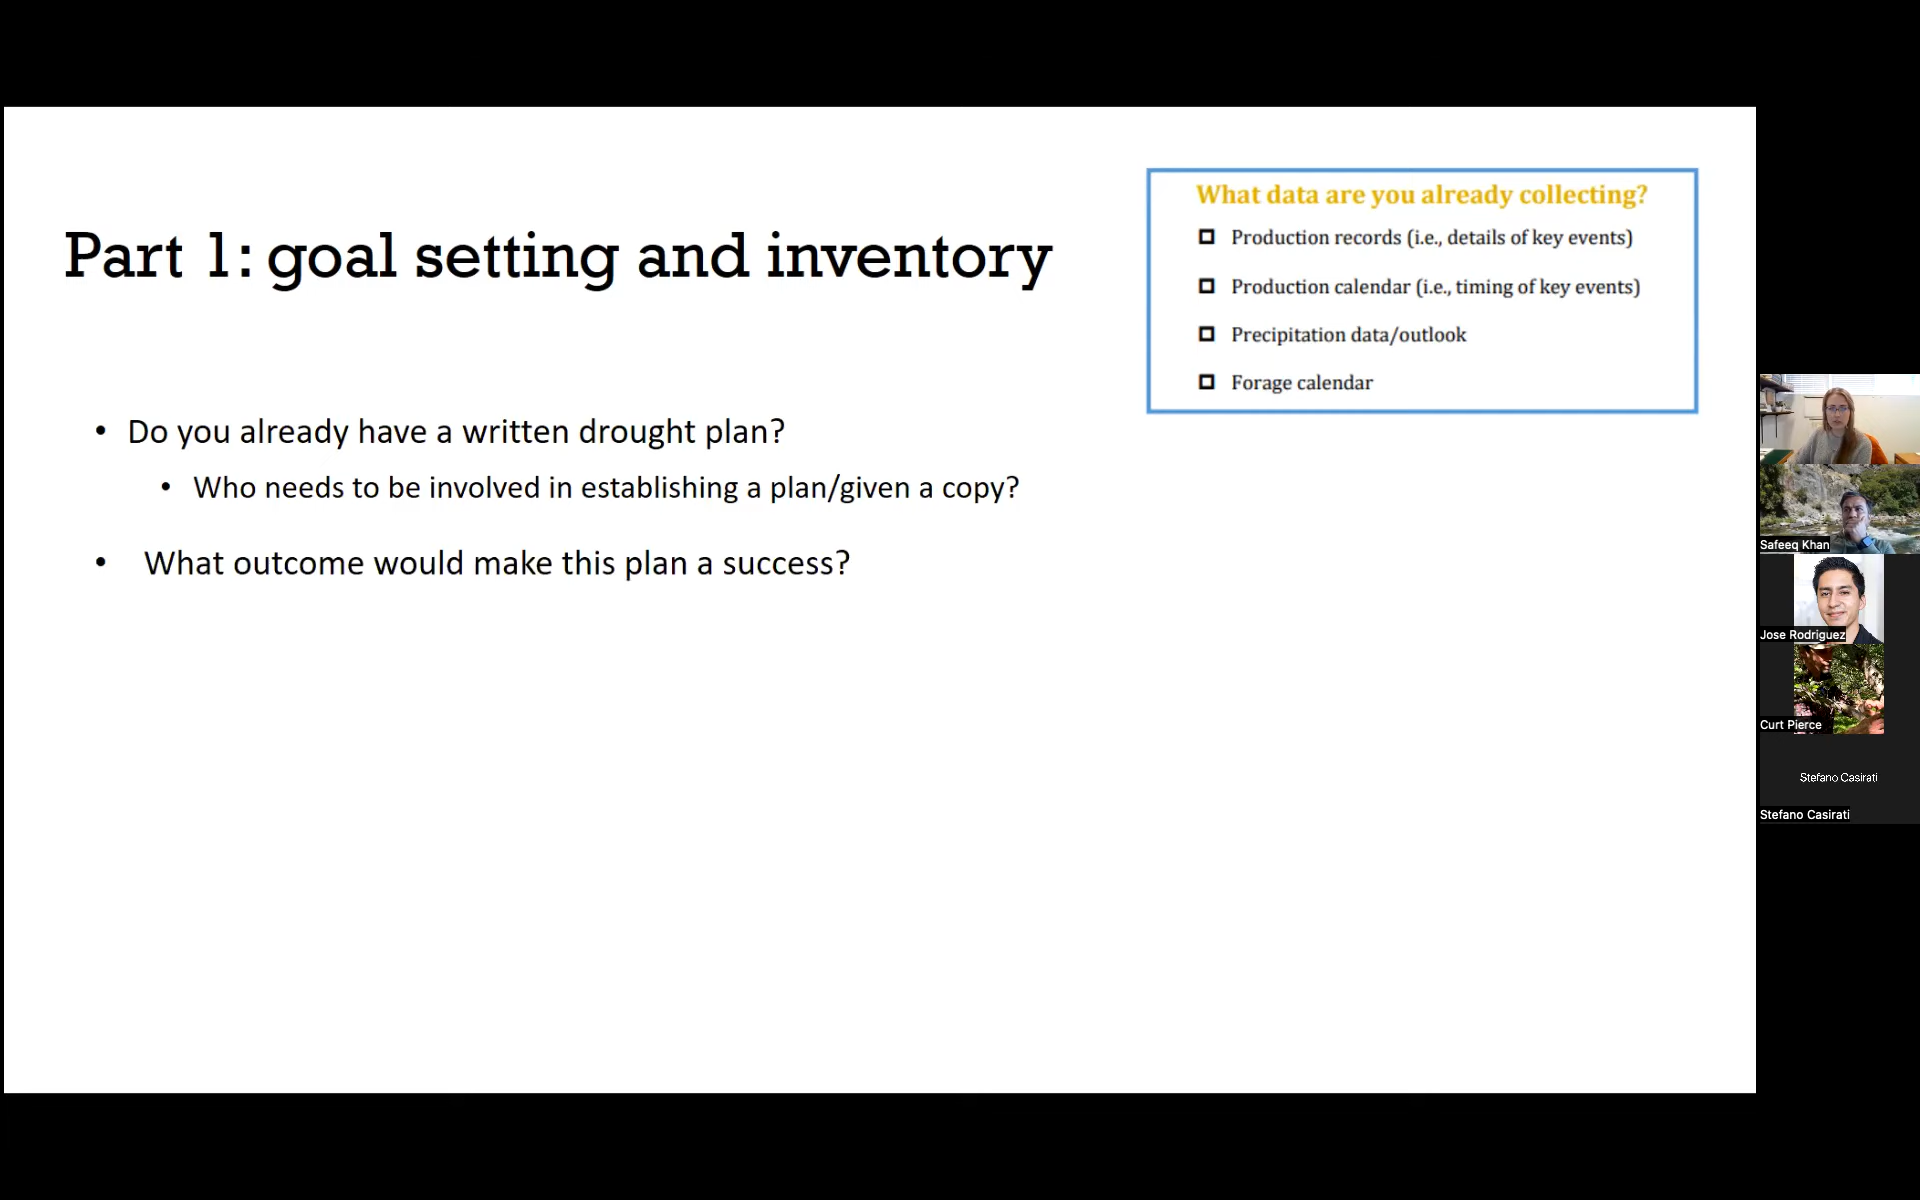 Part 1: goal setting and inventory
What data are you already collecting?
Production records (i.e., details of key events)
Production calendar (i.e., timing of key events)
Precipitation data/outlook
Forage calendar
• Do you already have a written drought plan?
• Who needs to be involved in establishing a plan/given a copy?
• What outcome would make this plan a success?
Safeeq Khan
Jose Rodriguez
Curt Pierce
Stefano Casirati
Stefano Casirati